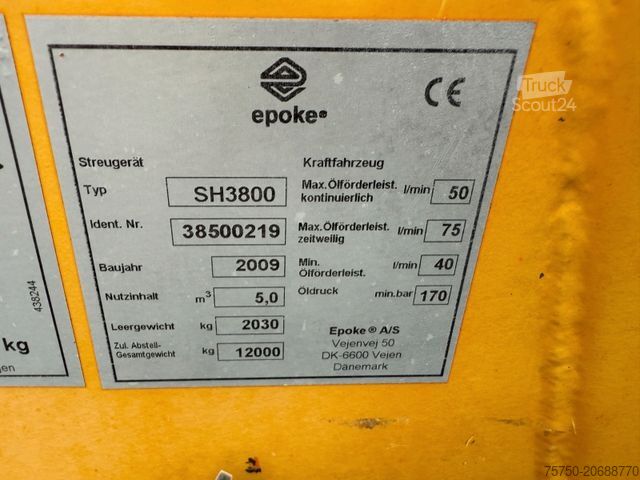 epoke®
CE
Truck
Scout24
Streugerät
Typ SH3800
Ident. Nr. 38500219
Baujahr 2009
Nutzinhalt m³ 5,0
Leergewicht kg 2030
Zul. Abstell-
Gesamtgewicht kg 12000
Kraftfahrzeug
Max.Ölförderleist. l/min 50
kontinuierlich
Max.Ölförderleist. l/min 75
zeitweilig
Min. l/min 40
Ölförderleist.
Öldruck min.bar 170
Epoke® A/S
Vejenvej 50
DK-6600 Vejen
Dänemark
438244
kg
75750-20688770